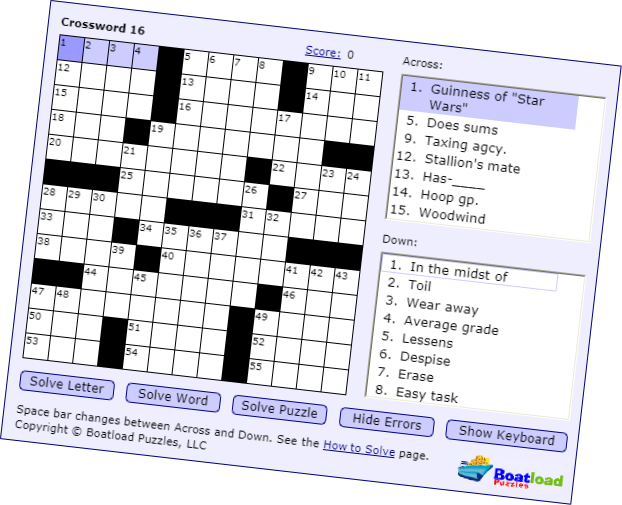 Crossword 16
Score: 0
1 2 3 4 5 6 7 8 9 10 11
12 13 14
15 16 17
18 19
20 21 22 23 24
25 26 27
28 29 30 31 32
33 34 35 36 37
38 39 40 41 42 43
44 45 46
47 48 49
50 51 52
53 54 55
Across:
1. Guinness of "Star
Wars"
5. Does sums
9. Taxing agcy.
12. Stallion's mate
13. Has-____
14. Hoop gp.
15. Woodwind
Down:
1. In the midst of
2. Toil
3. Wear away
4. Average grade
5. Lessens
6. Despise
7. Erase
8. Easy task
Solve Letter Solve Word Solve Puzzle Hide Errors Show Keyboard
Space bar changes between Across and Down. See the How to Solve page.
Copyright © Boatload Puzzles, LLC
Boatload
Puzzles